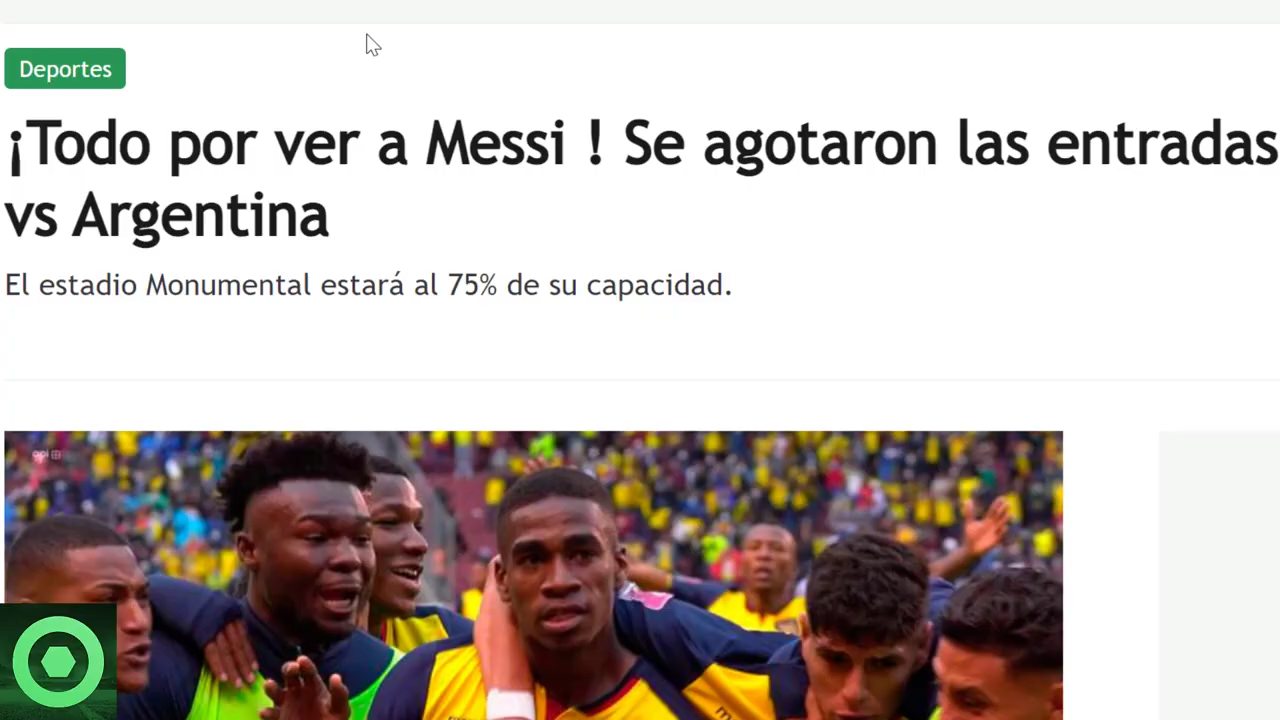 Deportes
¡Todo por ver a Messi ! Se agotaron las entradas
vs Argentina
El estadio Monumental estará al 75% de su capacidad.